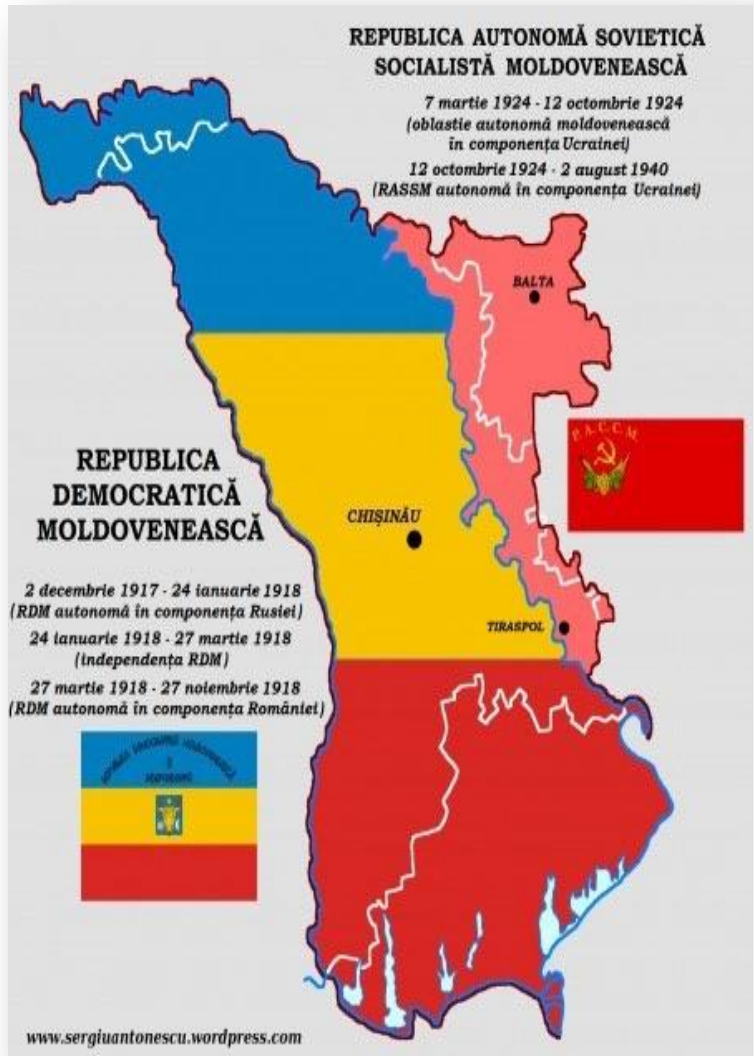 REPUBLICA AUTONOMĂ SOVIETICĂ
SOCIALISTĂ MOLDOVENEASCĂ
7 martie 1924 - 12 octombrie 1924
(oblastie autonomă moldovenească
în componența Ucrainei)
12 octombrie 1924 - 2 august 1940
(RASSM autonomă în componența Ucrainei)
BALTA
Р.А.С.С.М.
REPUBLICA
DEMOCRATICĂ
MOLDOVENEASCĂ
CHIȘINĂU
2 decembrie 1917 - 24 ianuarie 1918
(RDM autonomă în componența Rusiei)
24 ianuarie 1918 - 27 martie 1918
(independența RDM)
27 martie 1918 - 27 noiembrie 1918
(RDM autonomă în componența României)
TIRASPOL
www.sergiuantonescu.wordpress.com